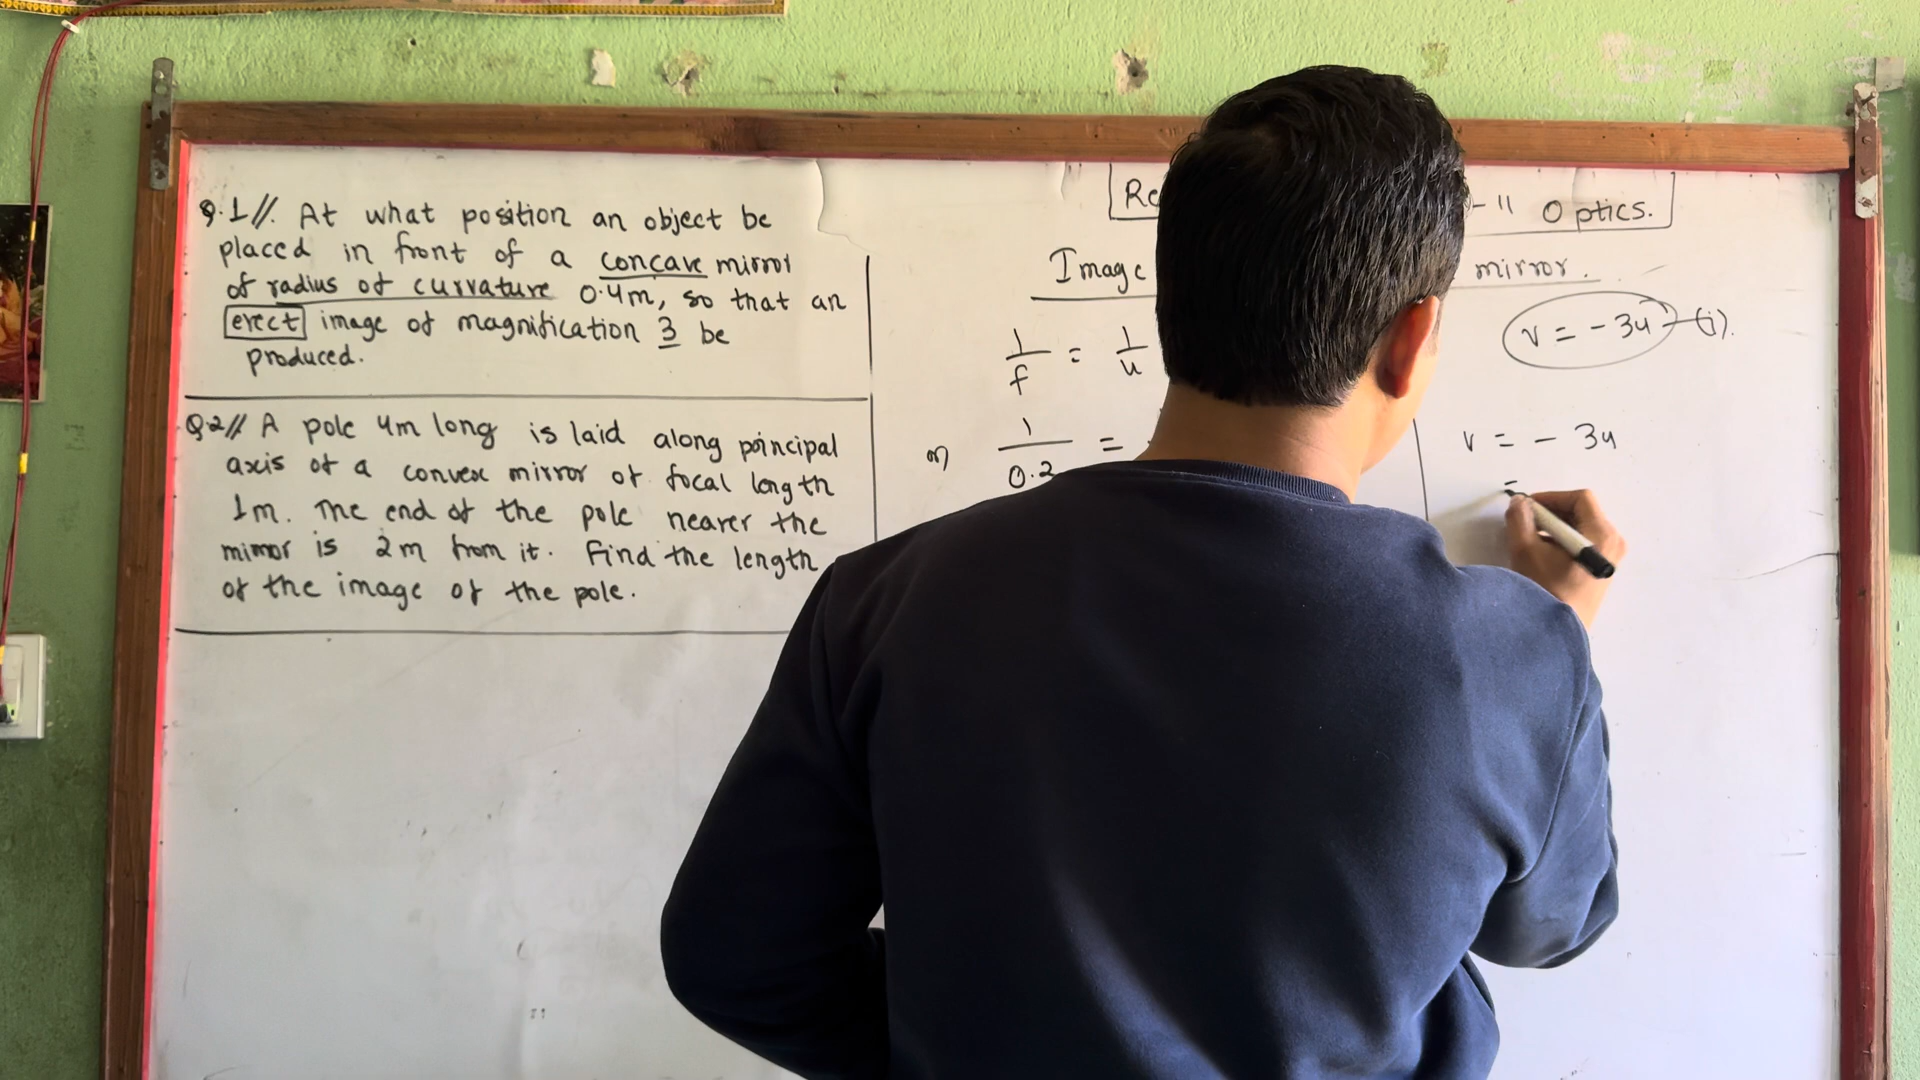 Q.1//. At what position an object be
placed in front of a concave mirror
of radius of curvature 0.4m, so that an
erect image of magnification 3 be
produced.
Q.2// A pole 4m long is laid along poincipal
axis of a convex mirror of focal length
1m. The end of the pole nearer the
mirror is 2m from it. Find the length
of the image of the pole.
-11 Optics.
Image mirror.
1/f = 1/u
v = -3u -(i).
or 1/0.2 =
v = - 3u
=